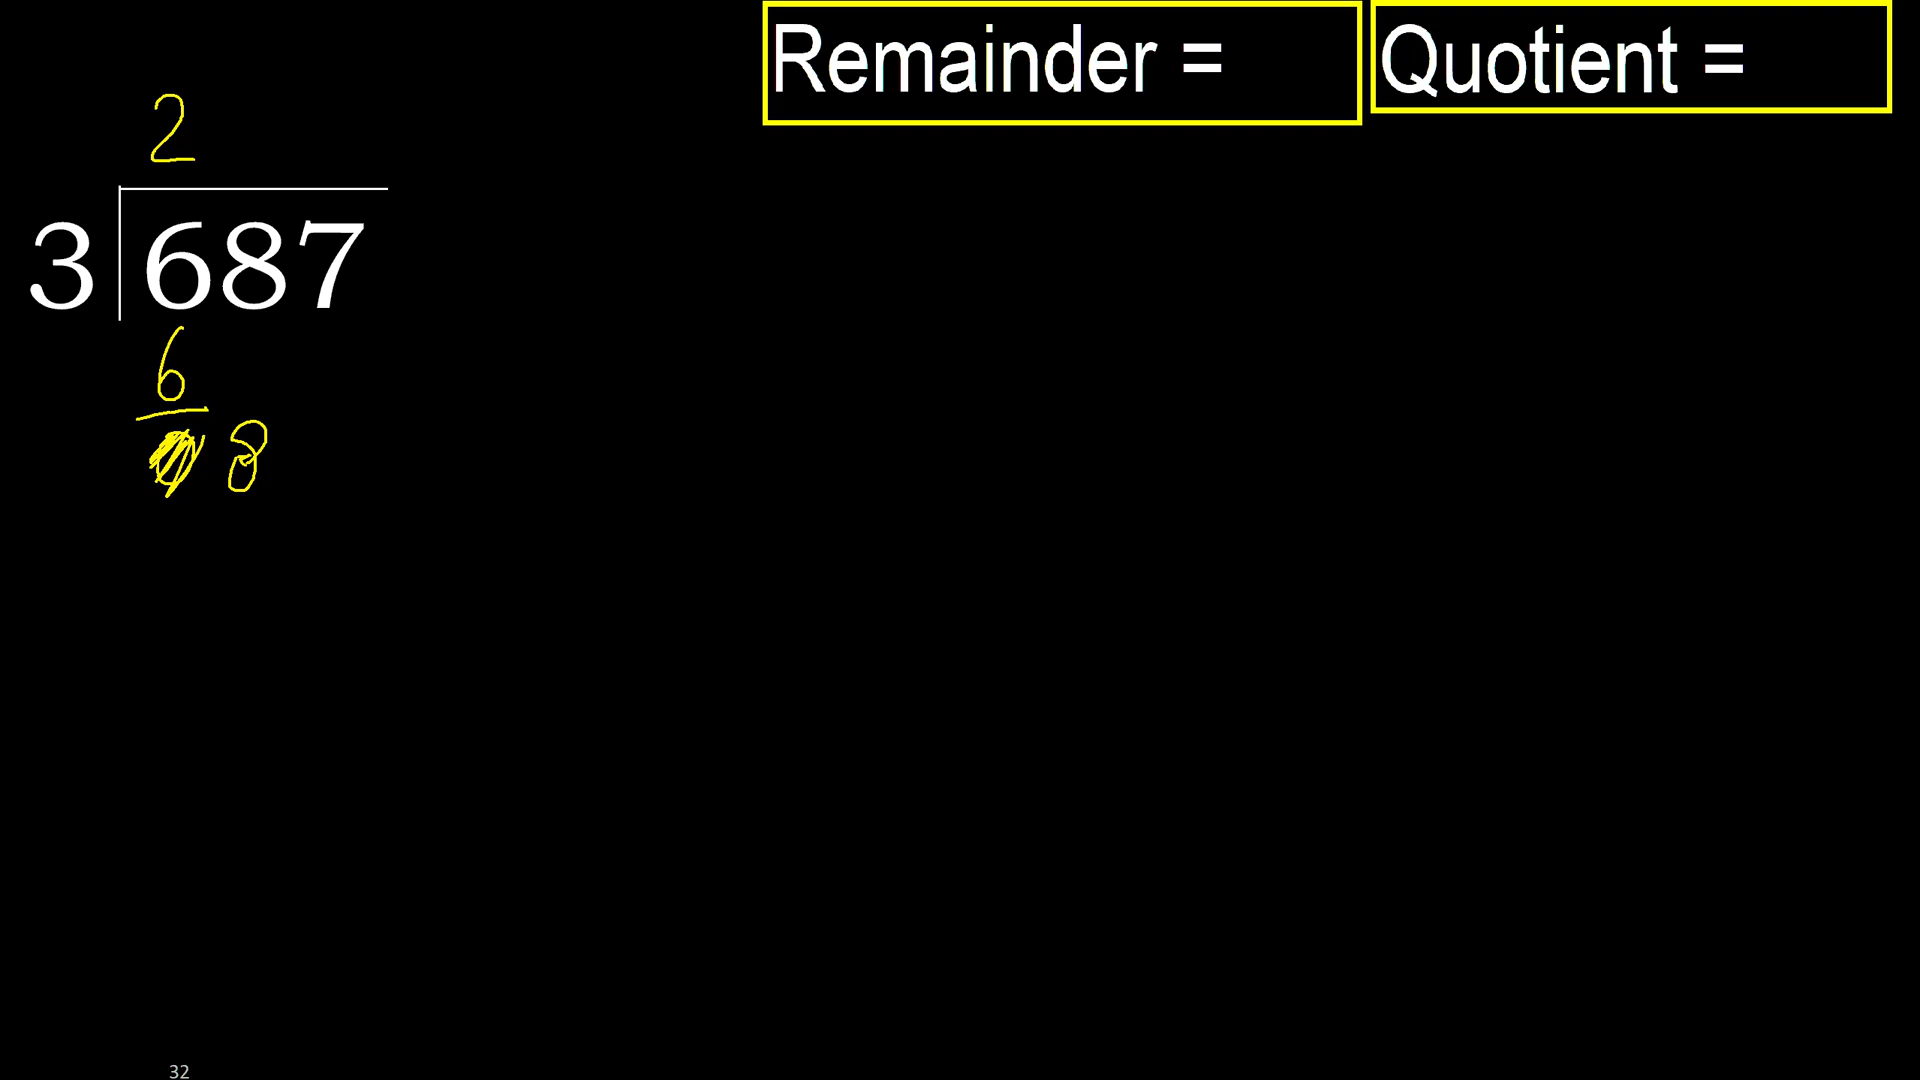 Remainder =
Quotient =
2
3 687
6
8
32